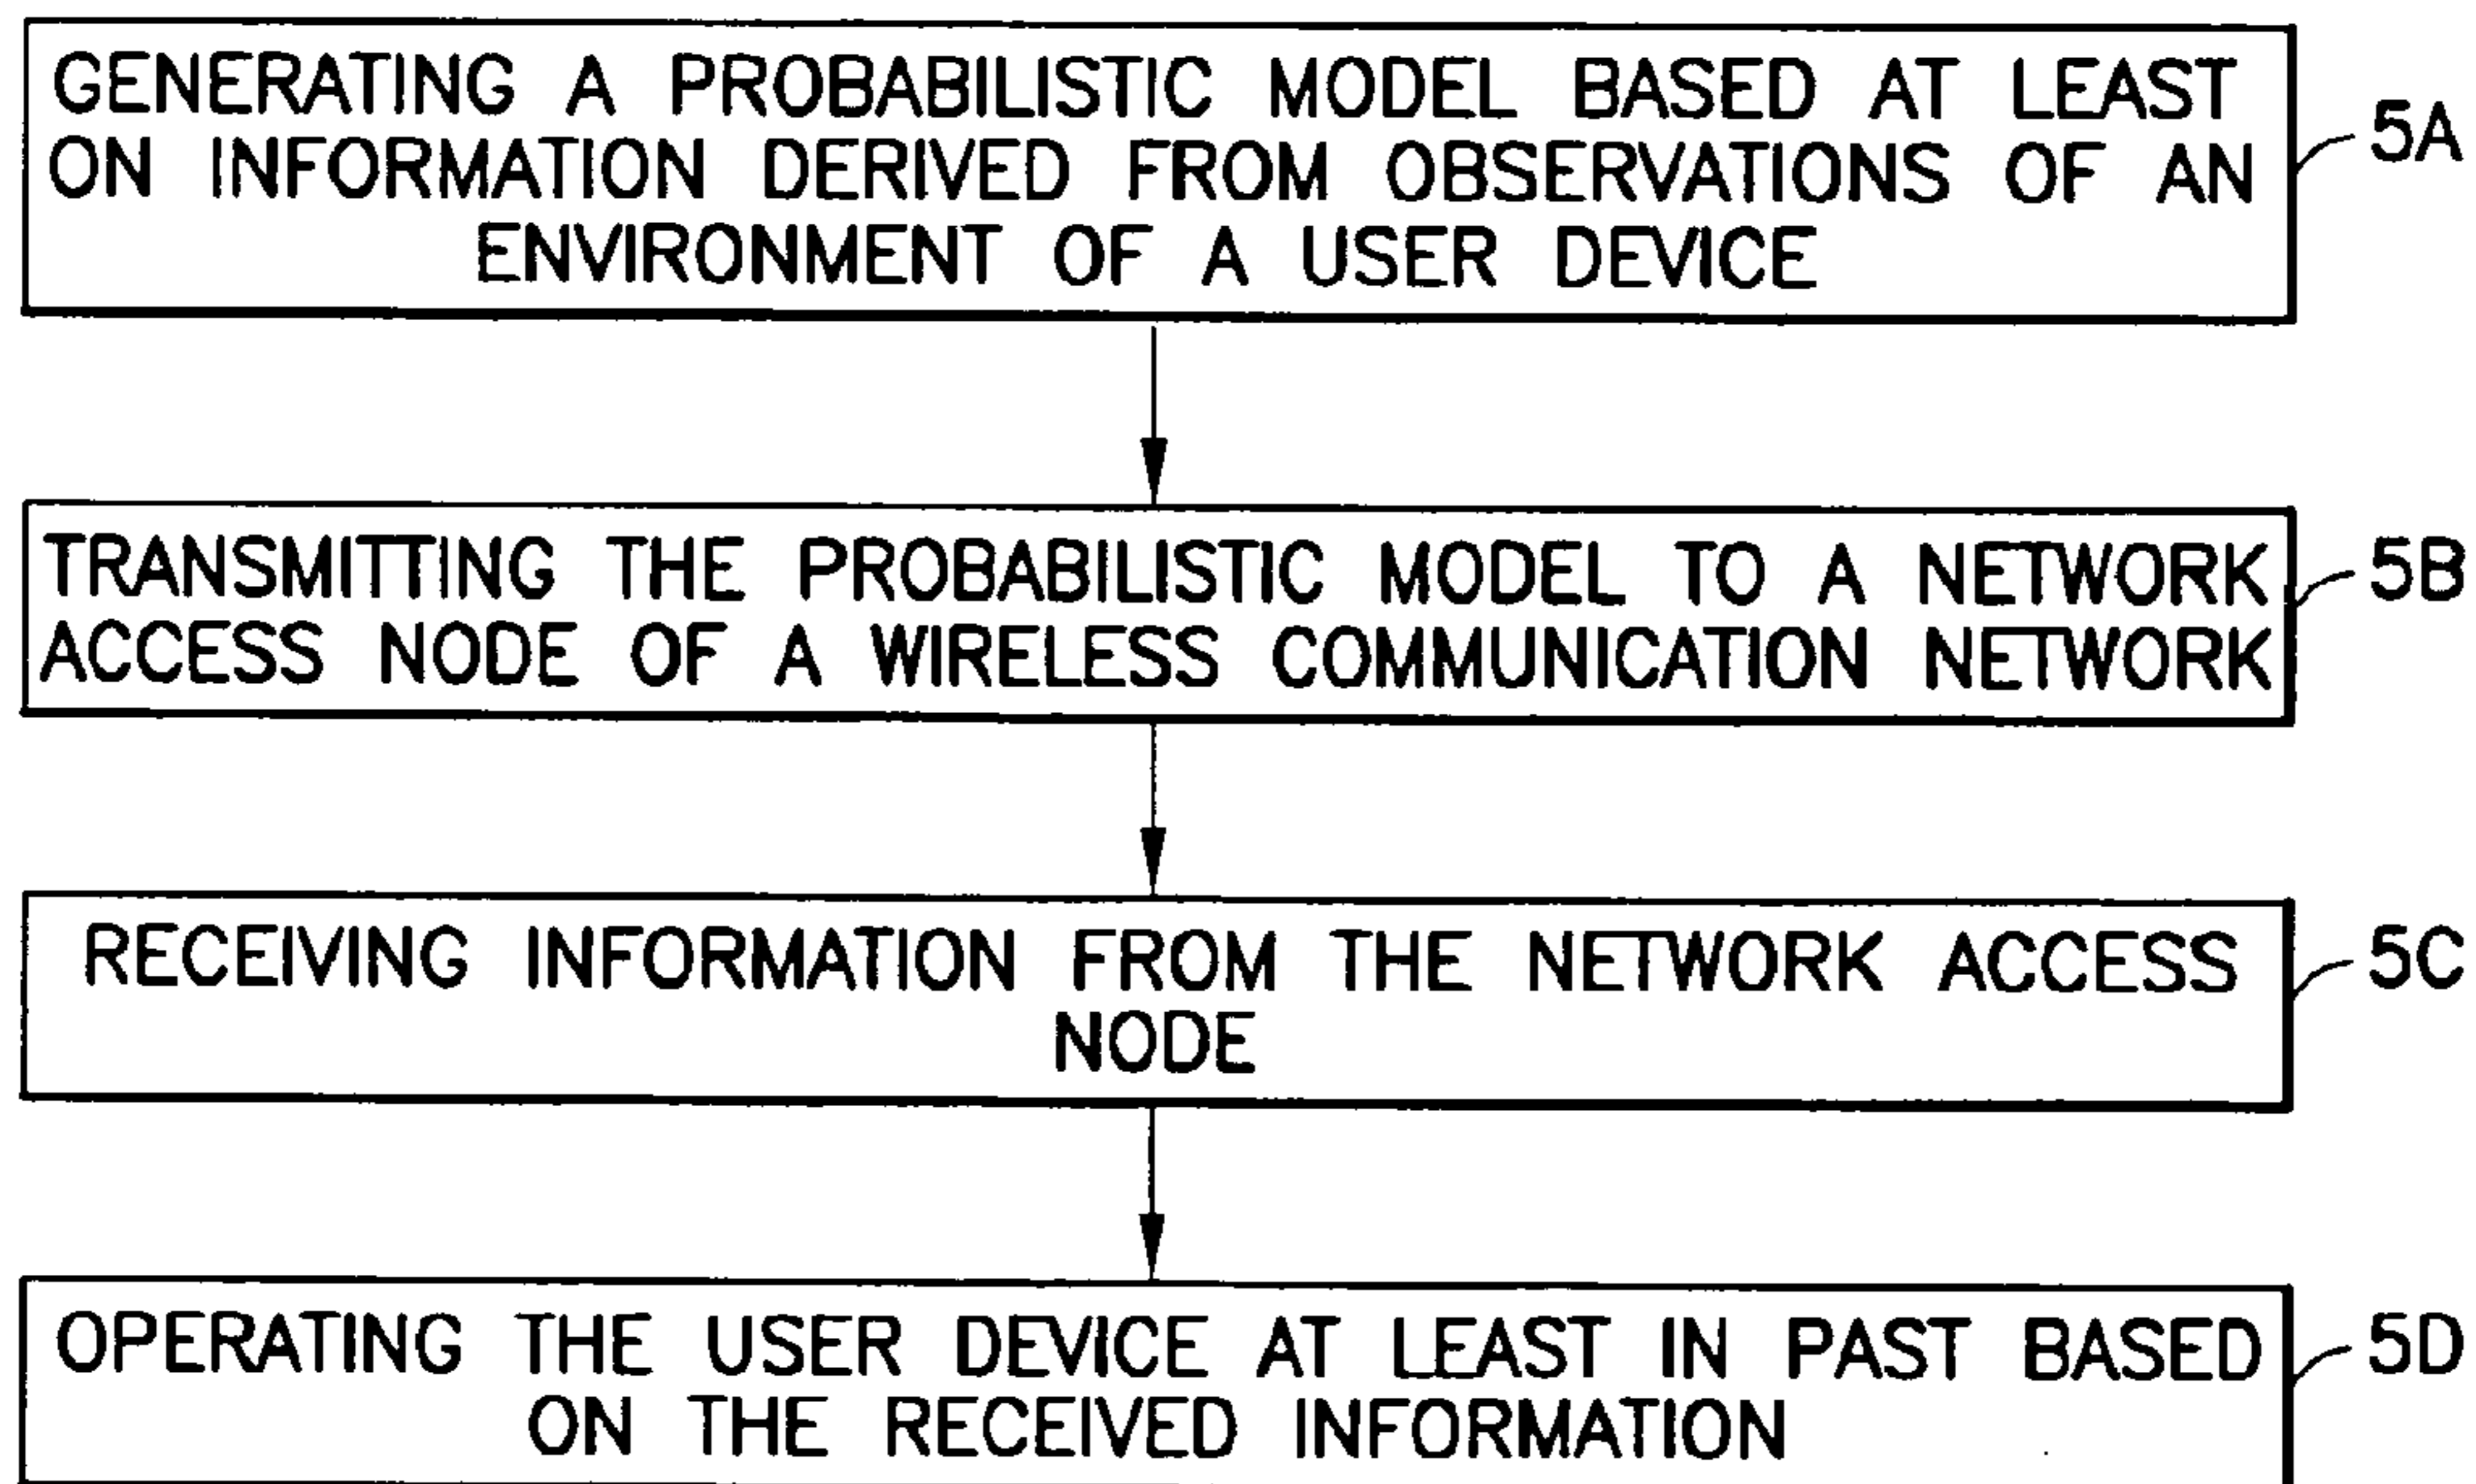 GENERATING A PROBABILISTIC MODEL BASED AT LEAST
ON INFORMATION DERIVED FROM OBSERVATIONS OF AN
ENVIRONMENT OF A USER DEVICE
5A
TRANSMITTING THE PROBABILISTIC MODEL TO A NETWORK
ACCESS NODE OF A WIRELESS COMMUNICATION NETWORK
5B
RECEIVING INFORMATION FROM THE NETWORK ACCESS
NODE
5C
OPERATING THE USER DEVICE AT LEAST IN PAST BASED
ON THE RECEIVED INFORMATION
5D